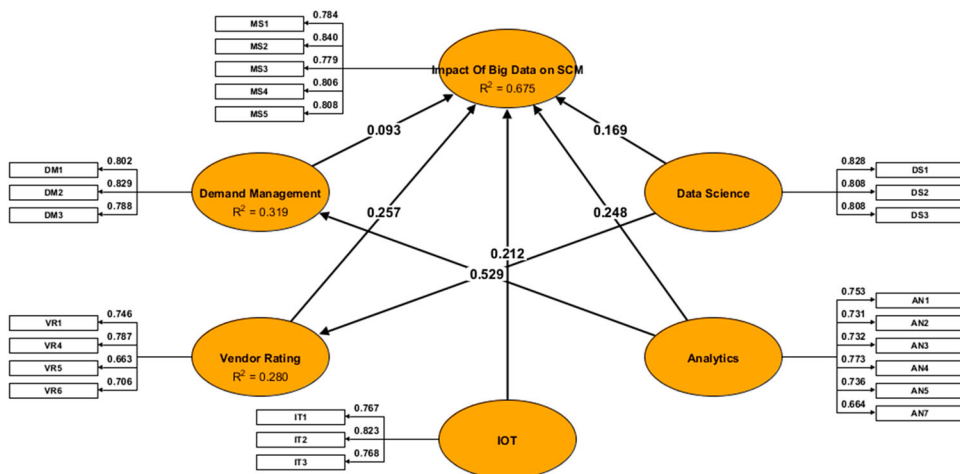 0.784
MS1
0.840
MS2
0.779
MS3
0.806
MS4
0.808
MS5
Impact Of Big Data on SCM
R² = 0.675
0.093
0.169
0.802
DM1
0.829
DM2
0.788
DM3
Demand Management
R² = 0.319
Data Science
0.828
DS1
0.808
DS2
0.808
DS3
0.257
0.248
0.212
0.529
0.746
VR1
0.787
VR4
0.663
VR5
0.706
VR6
Vendor Rating
R² = 0.280
Analytics
0.753
AN1
0.731
AN2
0.732
AN3
0.773
AN4
0.736
AN5
0.664
AN7
0.767
IT1
0.823
IT2
0.768
IT3
IOT